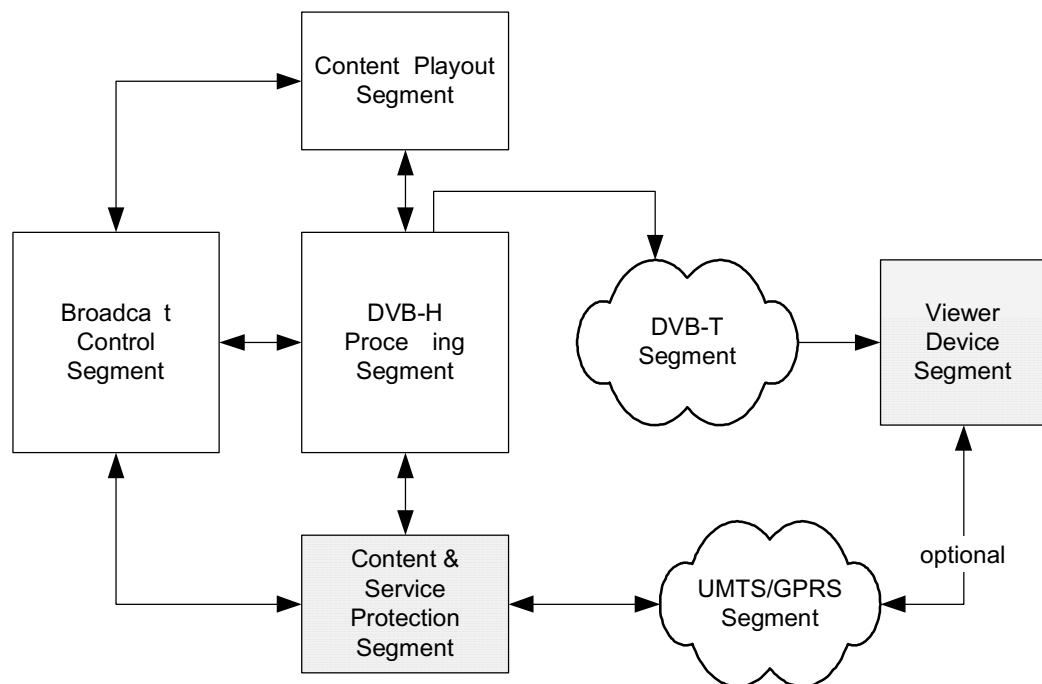 Content Playout
Segment
Broadca t
Control
Segment
DVB-H
Proce ing
Segment
DVB-T
Segment
Viewer
Device
Segment
Content &
Service
Protection
Segment
UMTS/GPRS
Segment
optional